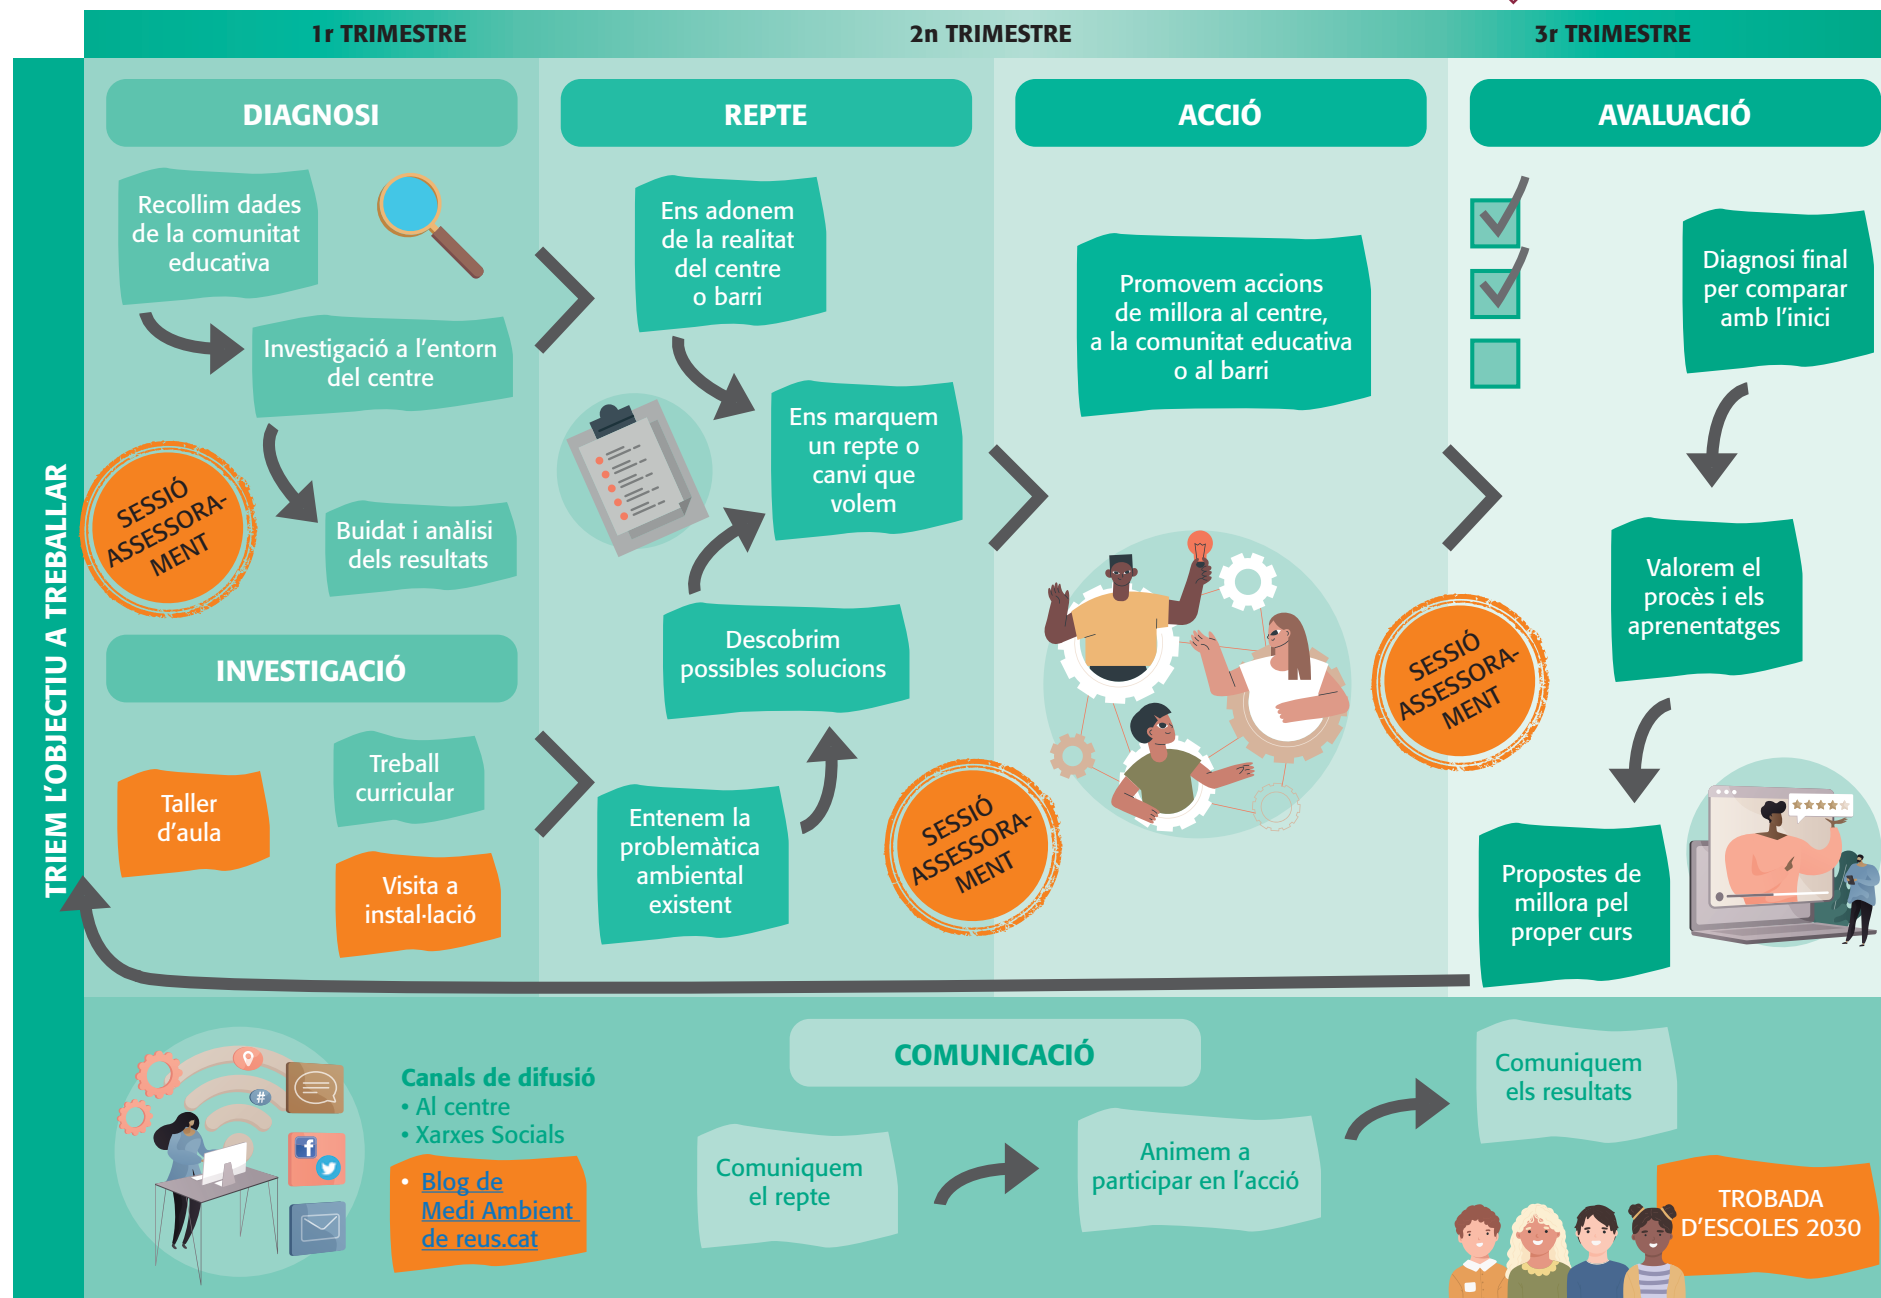 1r TRIMESTRE
2n TRIMESTRE
3r TRIMESTRE
TRIEM L'OBJECTIU A TREBALLAR
DIAGNOSI
Recollim dades
de la comunitat
educativa
Investigació a l'entorn
del centre
Buidat i anàlisi
dels resultats
SESSIÓ
ASSESSORA-
MENT
INVESTIGACIÓ
Taller
d'aula
Treball
curricular
Visita a
instal·lació
REPTE
Ens adonem
de la realitat
del centre
o barri
Ens marquem
un repte o
canvi que
volem
Descobrim
possibles solucions
Entenem la
problemàtica
ambiental
existent
SESSIÓ
ASSESSORA-
MENT
ACCIÓ
Promovem accions
de millora al centre,
a la comunitat educativa
o al barri
SESSIÓ
ASSESSORA-
MENT
AVALUACIÓ
Diagnosi final
per comparar
amb l'inici
Valorem el
procès i els
aprenentatges
Propostes de
millora pel
proper curs
COMUNICACIÓ
Canals de difusió
• Al centre
• Xarxes Socials
• Blog de
Medi Ambient
de reus.cat
#
f
Comuniquem
el repte
Animem a
participar en l'acció
Comuniquem
els resultats
TROBADA
D'ESCOLES 2030